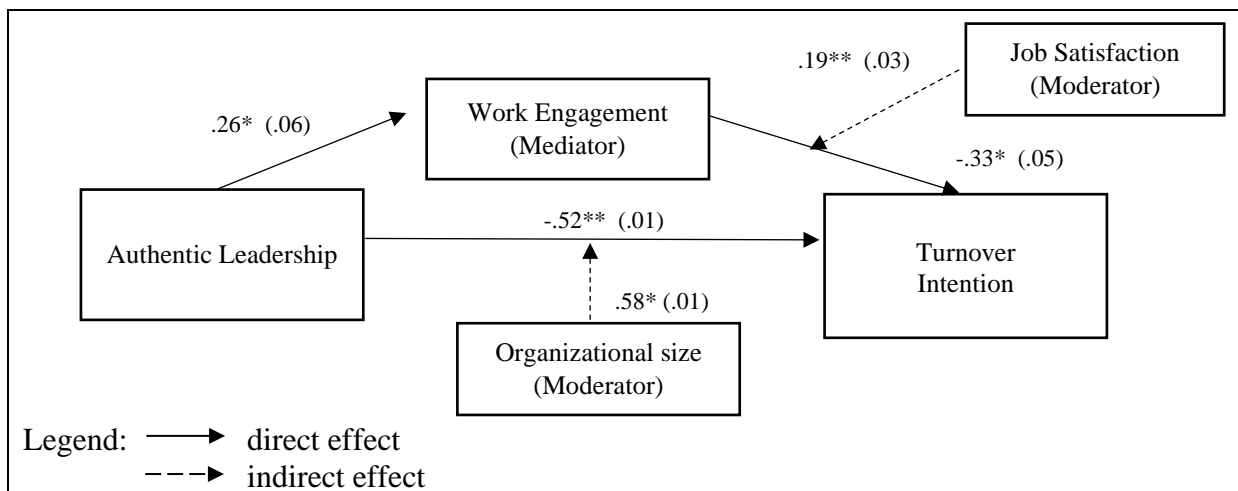 Job Satisfaction
(Moderator)
.19** (.03)
Work Engagement
(Mediator)
.26* (.06)
-.33* (.05)
Authentic Leadership
-.52** (.01)
Turnover
Intention
.58* (.01)
Organizational size
(Moderator)
Legend:
direct effect
indirect effect